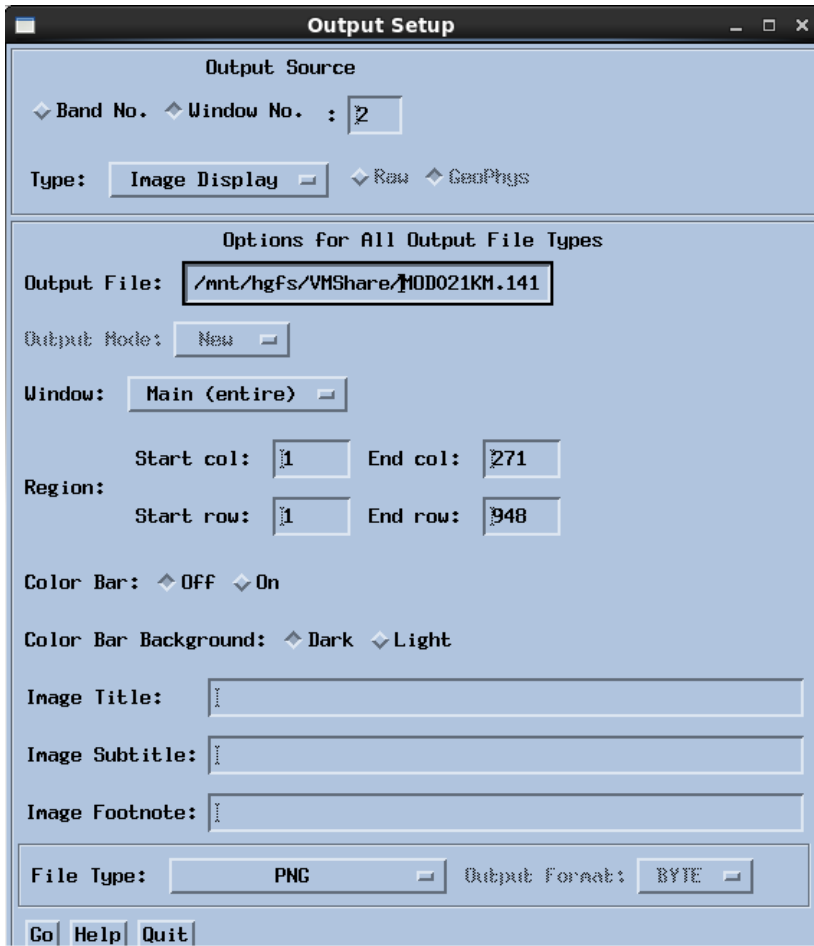 Output Setup
Output Source
Band No. Window No. : 2
Type: Image Display Raw GeoPhys
Options for All Output File Types
Output File: /mnt/hgfs/VMShare/MOD021KM.141
Output Mode: New
Window: Main (entire)
Start col: 1 End col: 271
Region:
Start row: 1 End row: 948
Color Bar: Off On
Color Bar Background: Dark Light
Image Title:
Image Subtitle:
Image Footnote:
File Type: PNG Output Format: BYTE
Go Help Quit